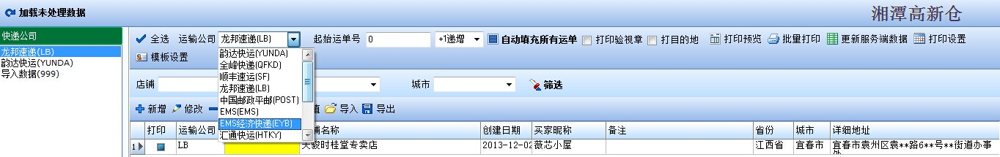 加载未处理数据
湘潭高新仓
快递公司
龙邦速递(LB)
韵达快运(YUNDA)
导入数据(999)
全选 运输公司 龙邦速递(LB) 起始运单号 0 +1递增 自动填充所有运单 打印验视章 打目的地 打印预览 批量打印 更新服务端数据 打印设置
模板设置
韵达快运(YUNDA)
全峰快递(QFKD)
顺丰速运(SF)
龙邦速递(LB)
中国邮政平邮(POST)
EMS(EMS)
EMS经济快递(EYB)
汇通快运(HTKY)
店铺 城市 筛选
新增 修改 值 导入 导出
打印 运输公司 铺名称 创建日期 买家昵称 备注 省份 城市 详细地址
1 LB 天骏时桂堂专卖店 2013-12-02 薇芯小屋 江西省 宜春市 宜春市袁州区袁**路6**号**街道办事